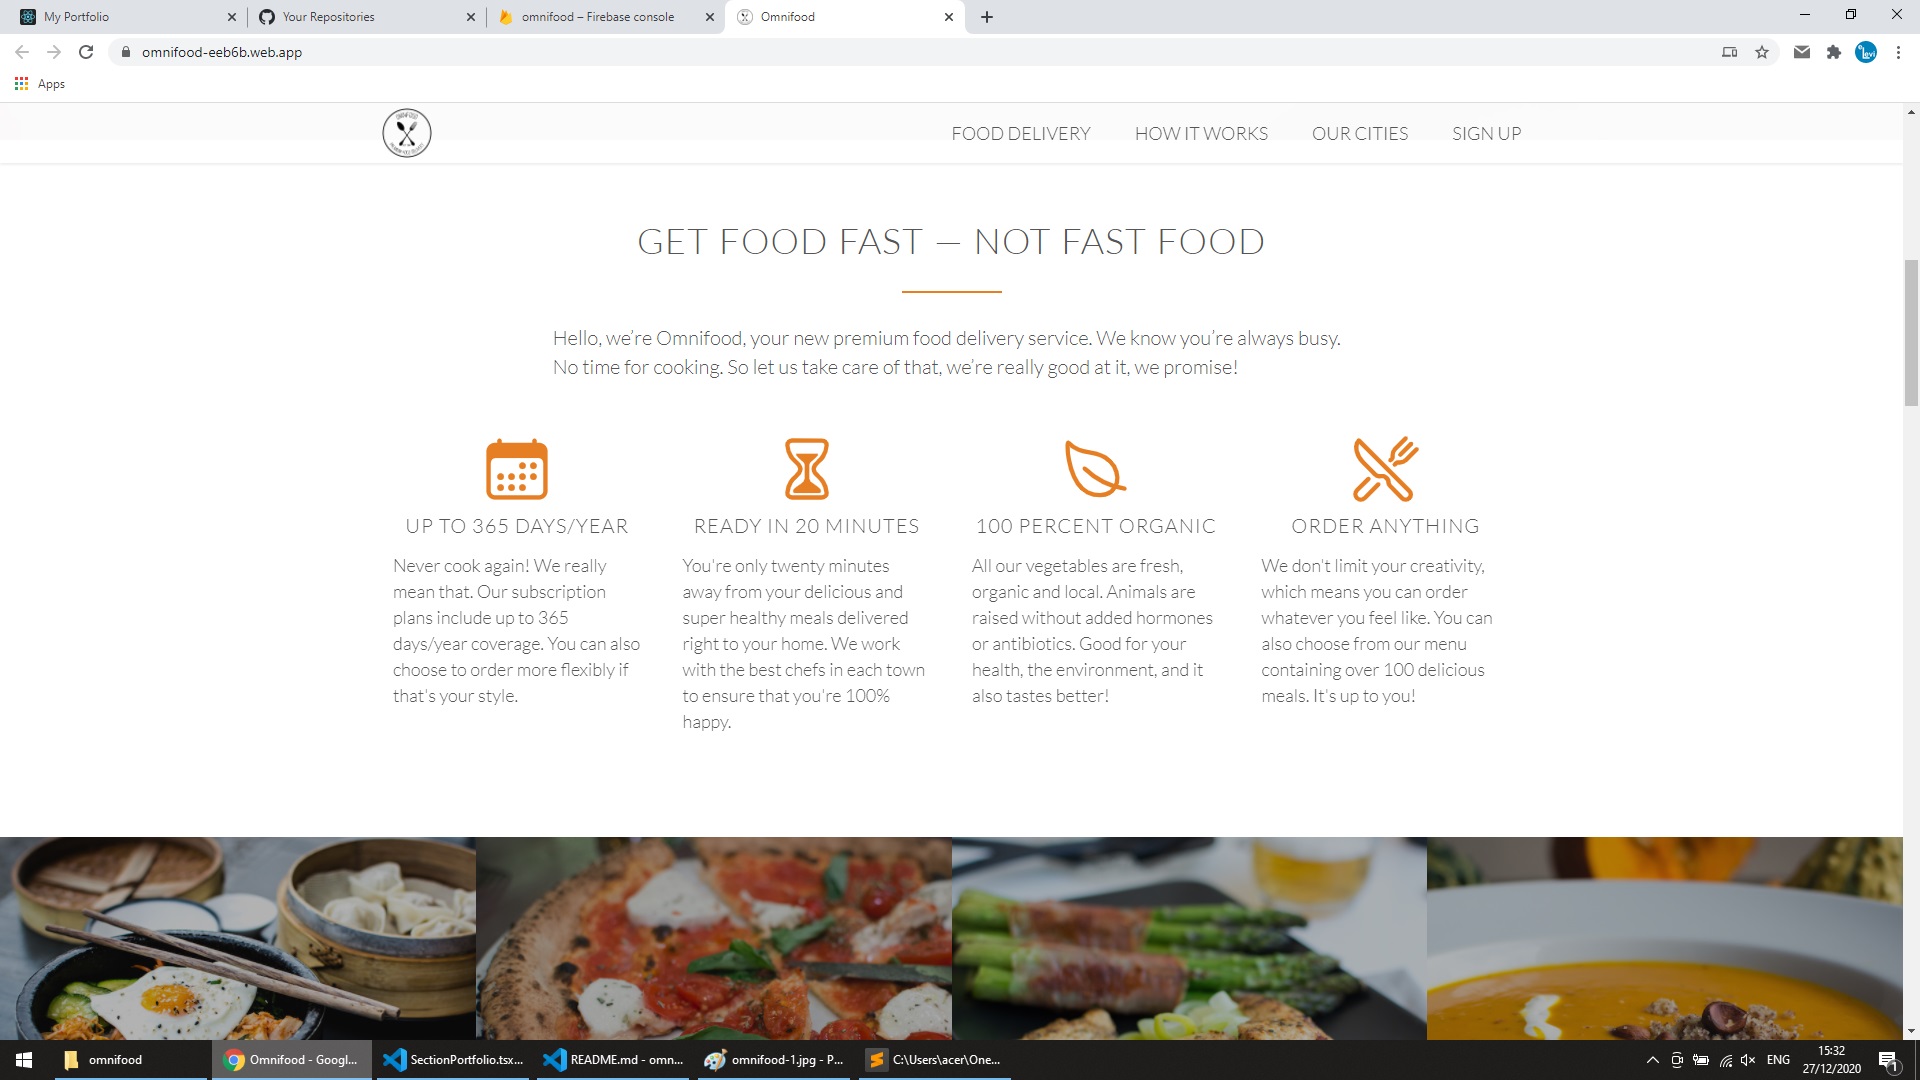 My Portfolio
Your Repositories
omnifood – Firebase console
Omnifood
omnifood-eeb6b.web.app
Apps
FOOD DELIVERY HOW IT WORKS OUR CITIES SIGN UP
GET FOOD FAST — NOT FAST FOOD
Hello, we’re Omnifood, your new premium food delivery service. We know you’re always busy.
No time for cooking. So let us take care of that, we’re really good at it, we promise!
UP TO 365 DAYS/YEAR
Never cook again! We really
mean that. Our subscription
plans include up to 365
days/year coverage. You can also
choose to order more flexibly if
that's your style.
READY IN 20 MINUTES
You're only twenty minutes
away from your delicious and
super healthy meals delivered
right to your home. We work
with the best chefs in each town
to ensure that you're 100%
happy.
100 PERCENT ORGANIC
All our vegetables are fresh,
organic and local. Animals are
raised without added hormones
or antibiotics. Good for your
health, the environment, and it
also tastes better!
ORDER ANYTHING
We don't limit your creativity,
which means you can order
whatever you feel like. You can
also choose from our menu
containing over 100 delicious
meals. It's up to you!
omnifood
Omnifood - Googl...
SectionPortfolio.tsx...
README.md - omn...
omnifood-1.jpg - P...
C:\Users\acer\One...
ENG
15:32
27/12/2020
1